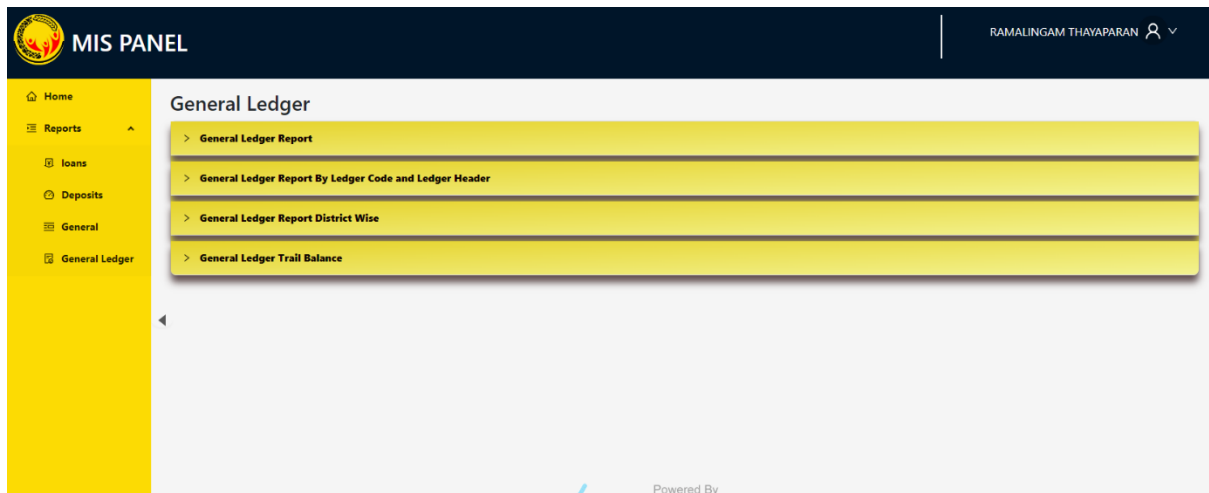 MIS PANEL
RAMALINGAM THAYAPARAN
Home
Reports
loans
Deposits
General
General Ledger
General Ledger
General Ledger Report
General Ledger Report By Ledger Code and Ledger Header
General Ledger Report District Wise
General Ledger Trail Balance
Powered By